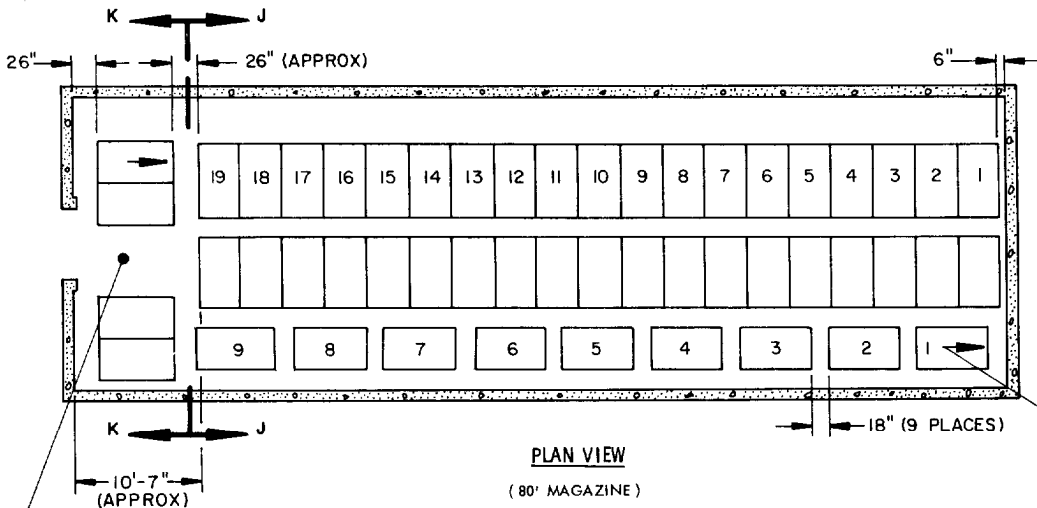 K J
26" 26" (APPROX) 6"
19 18 17 16 15 14 13 12 11 10 9 8 7 6 5 4 3 2 1
9 8 7 6 5 4 3 2 1
K J
18" (9 PLACES)
10'-7"
(APPROX)
PLAN VIEW
(80' MAGAZINE)